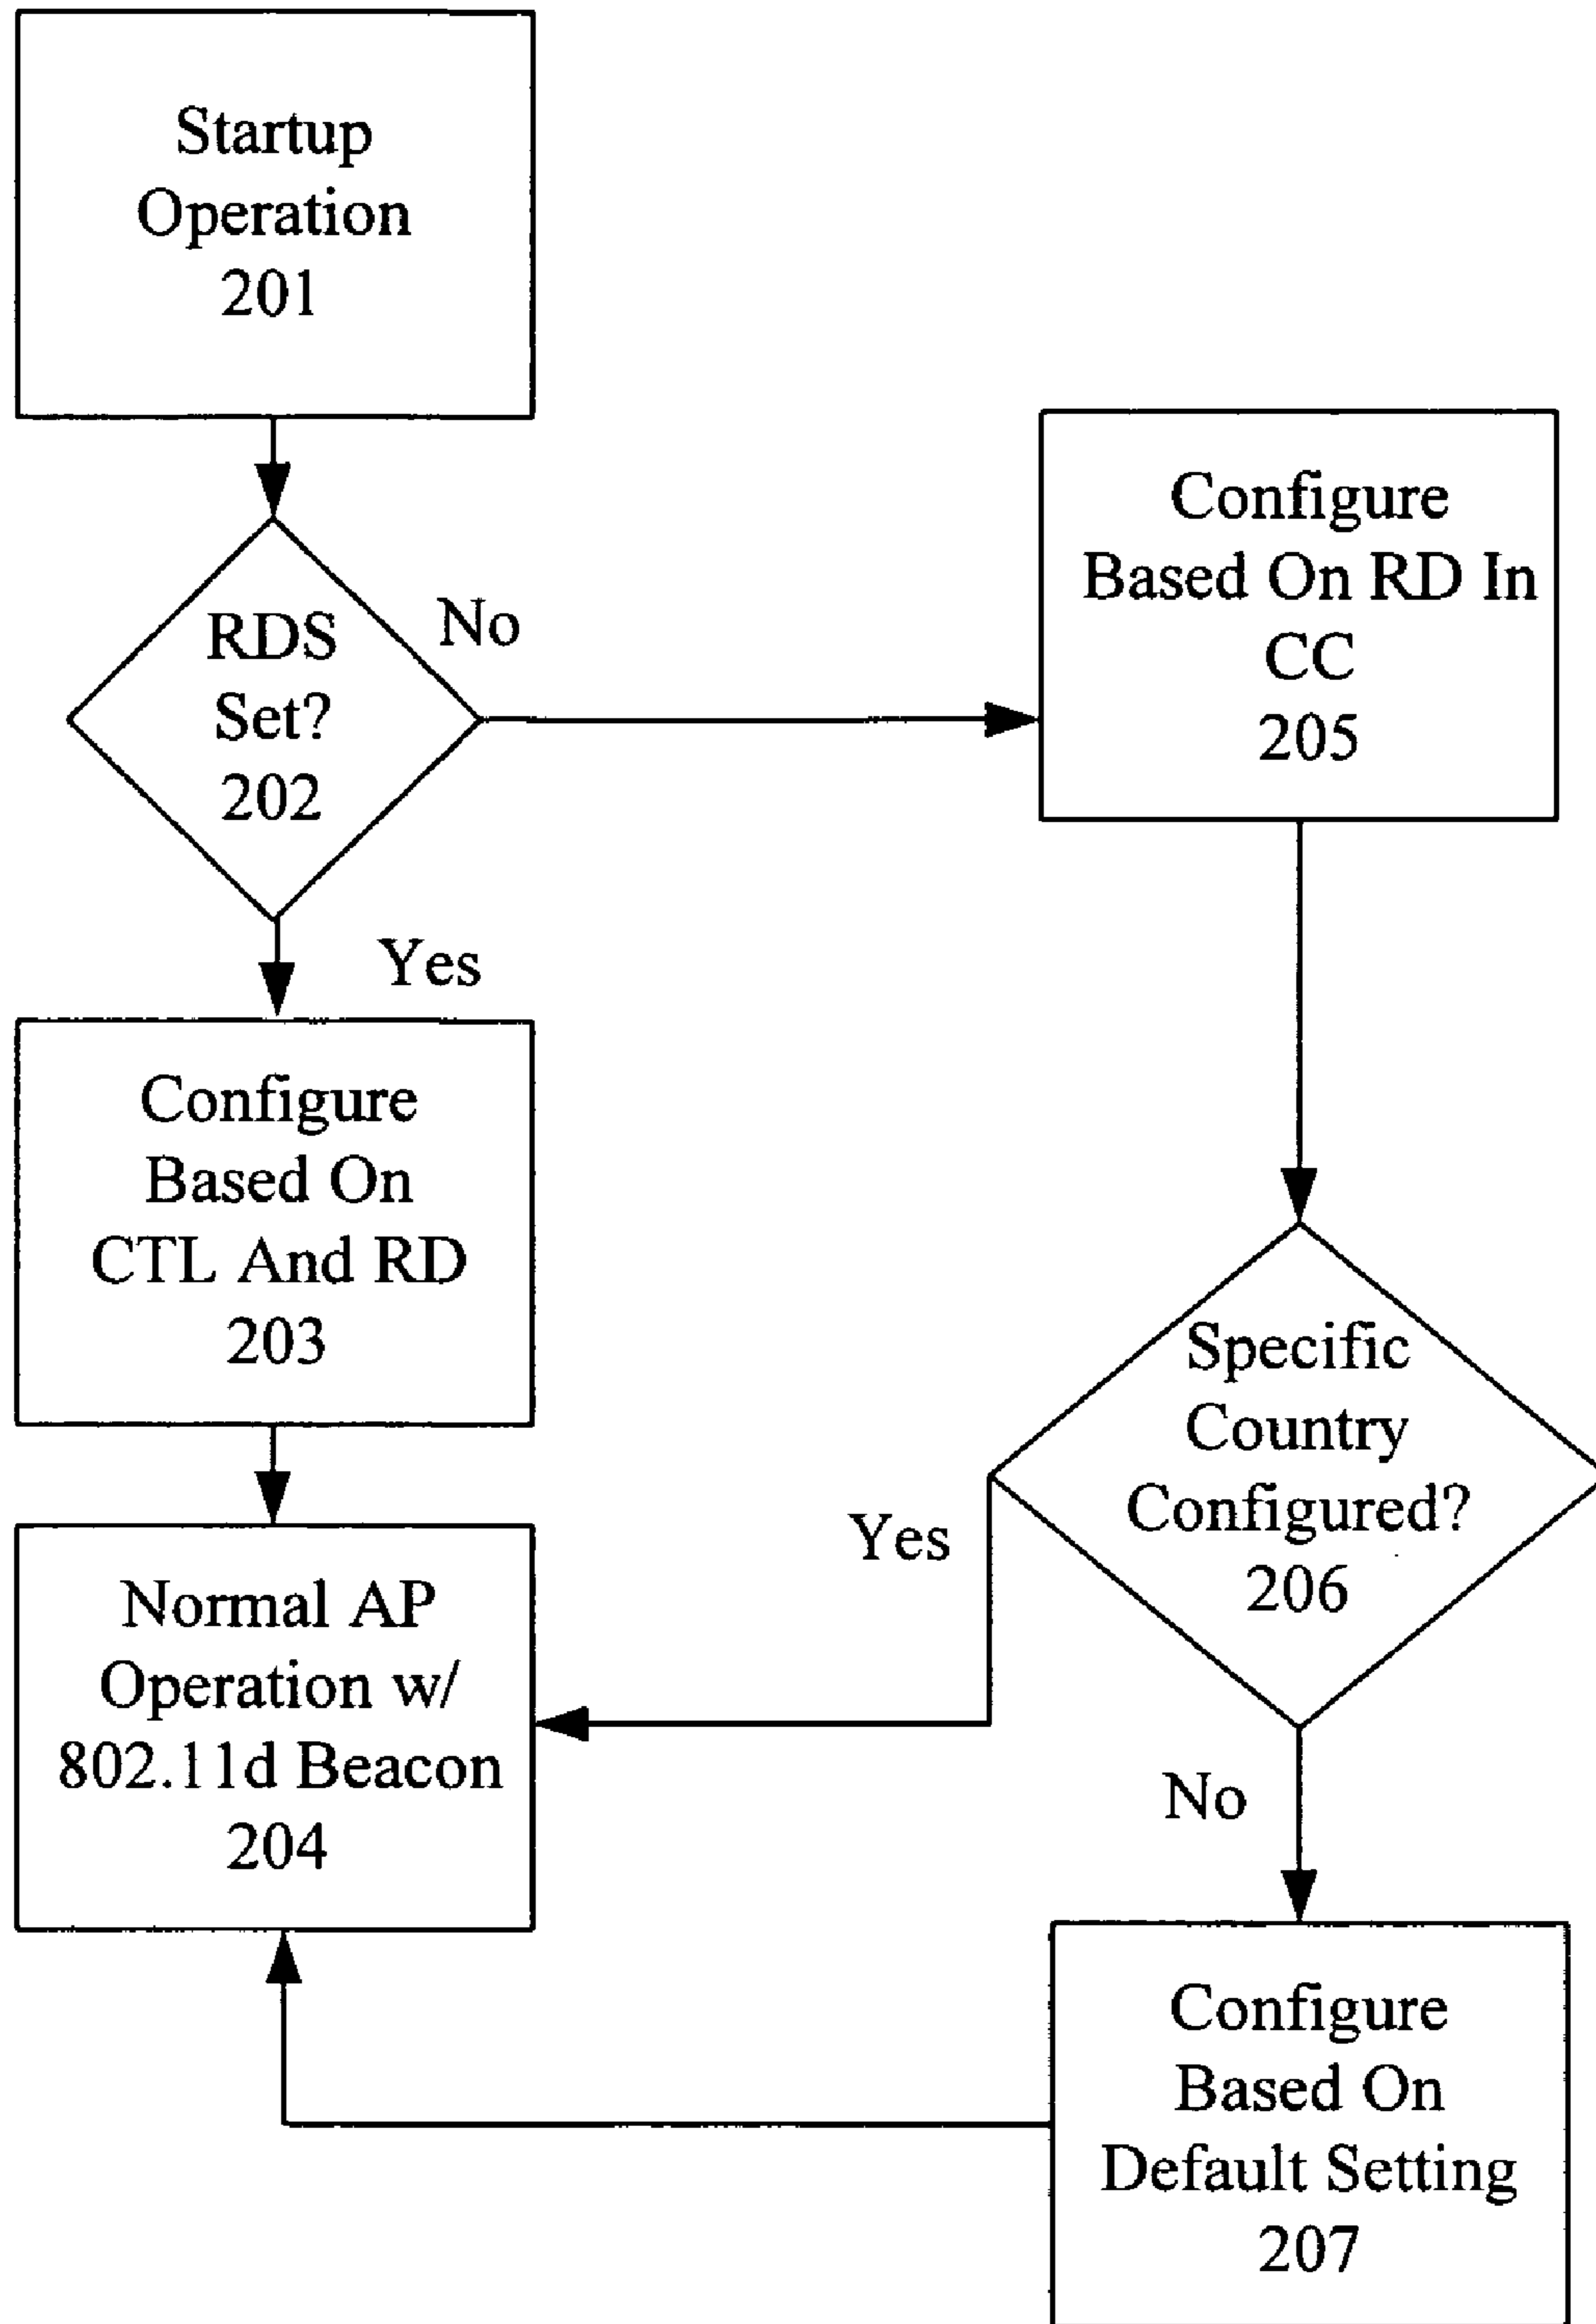 Startup
Operation
201
RDS
Set?
202
No
Yes
Configure
Based On
CTL And RD
203
Normal AP
Operation w/
802.11d Beacon
204
Configure
Based On RD In
CC
205
Specific
Country
Configured?
206
Yes
No
Configure
Based On
Default Setting
207